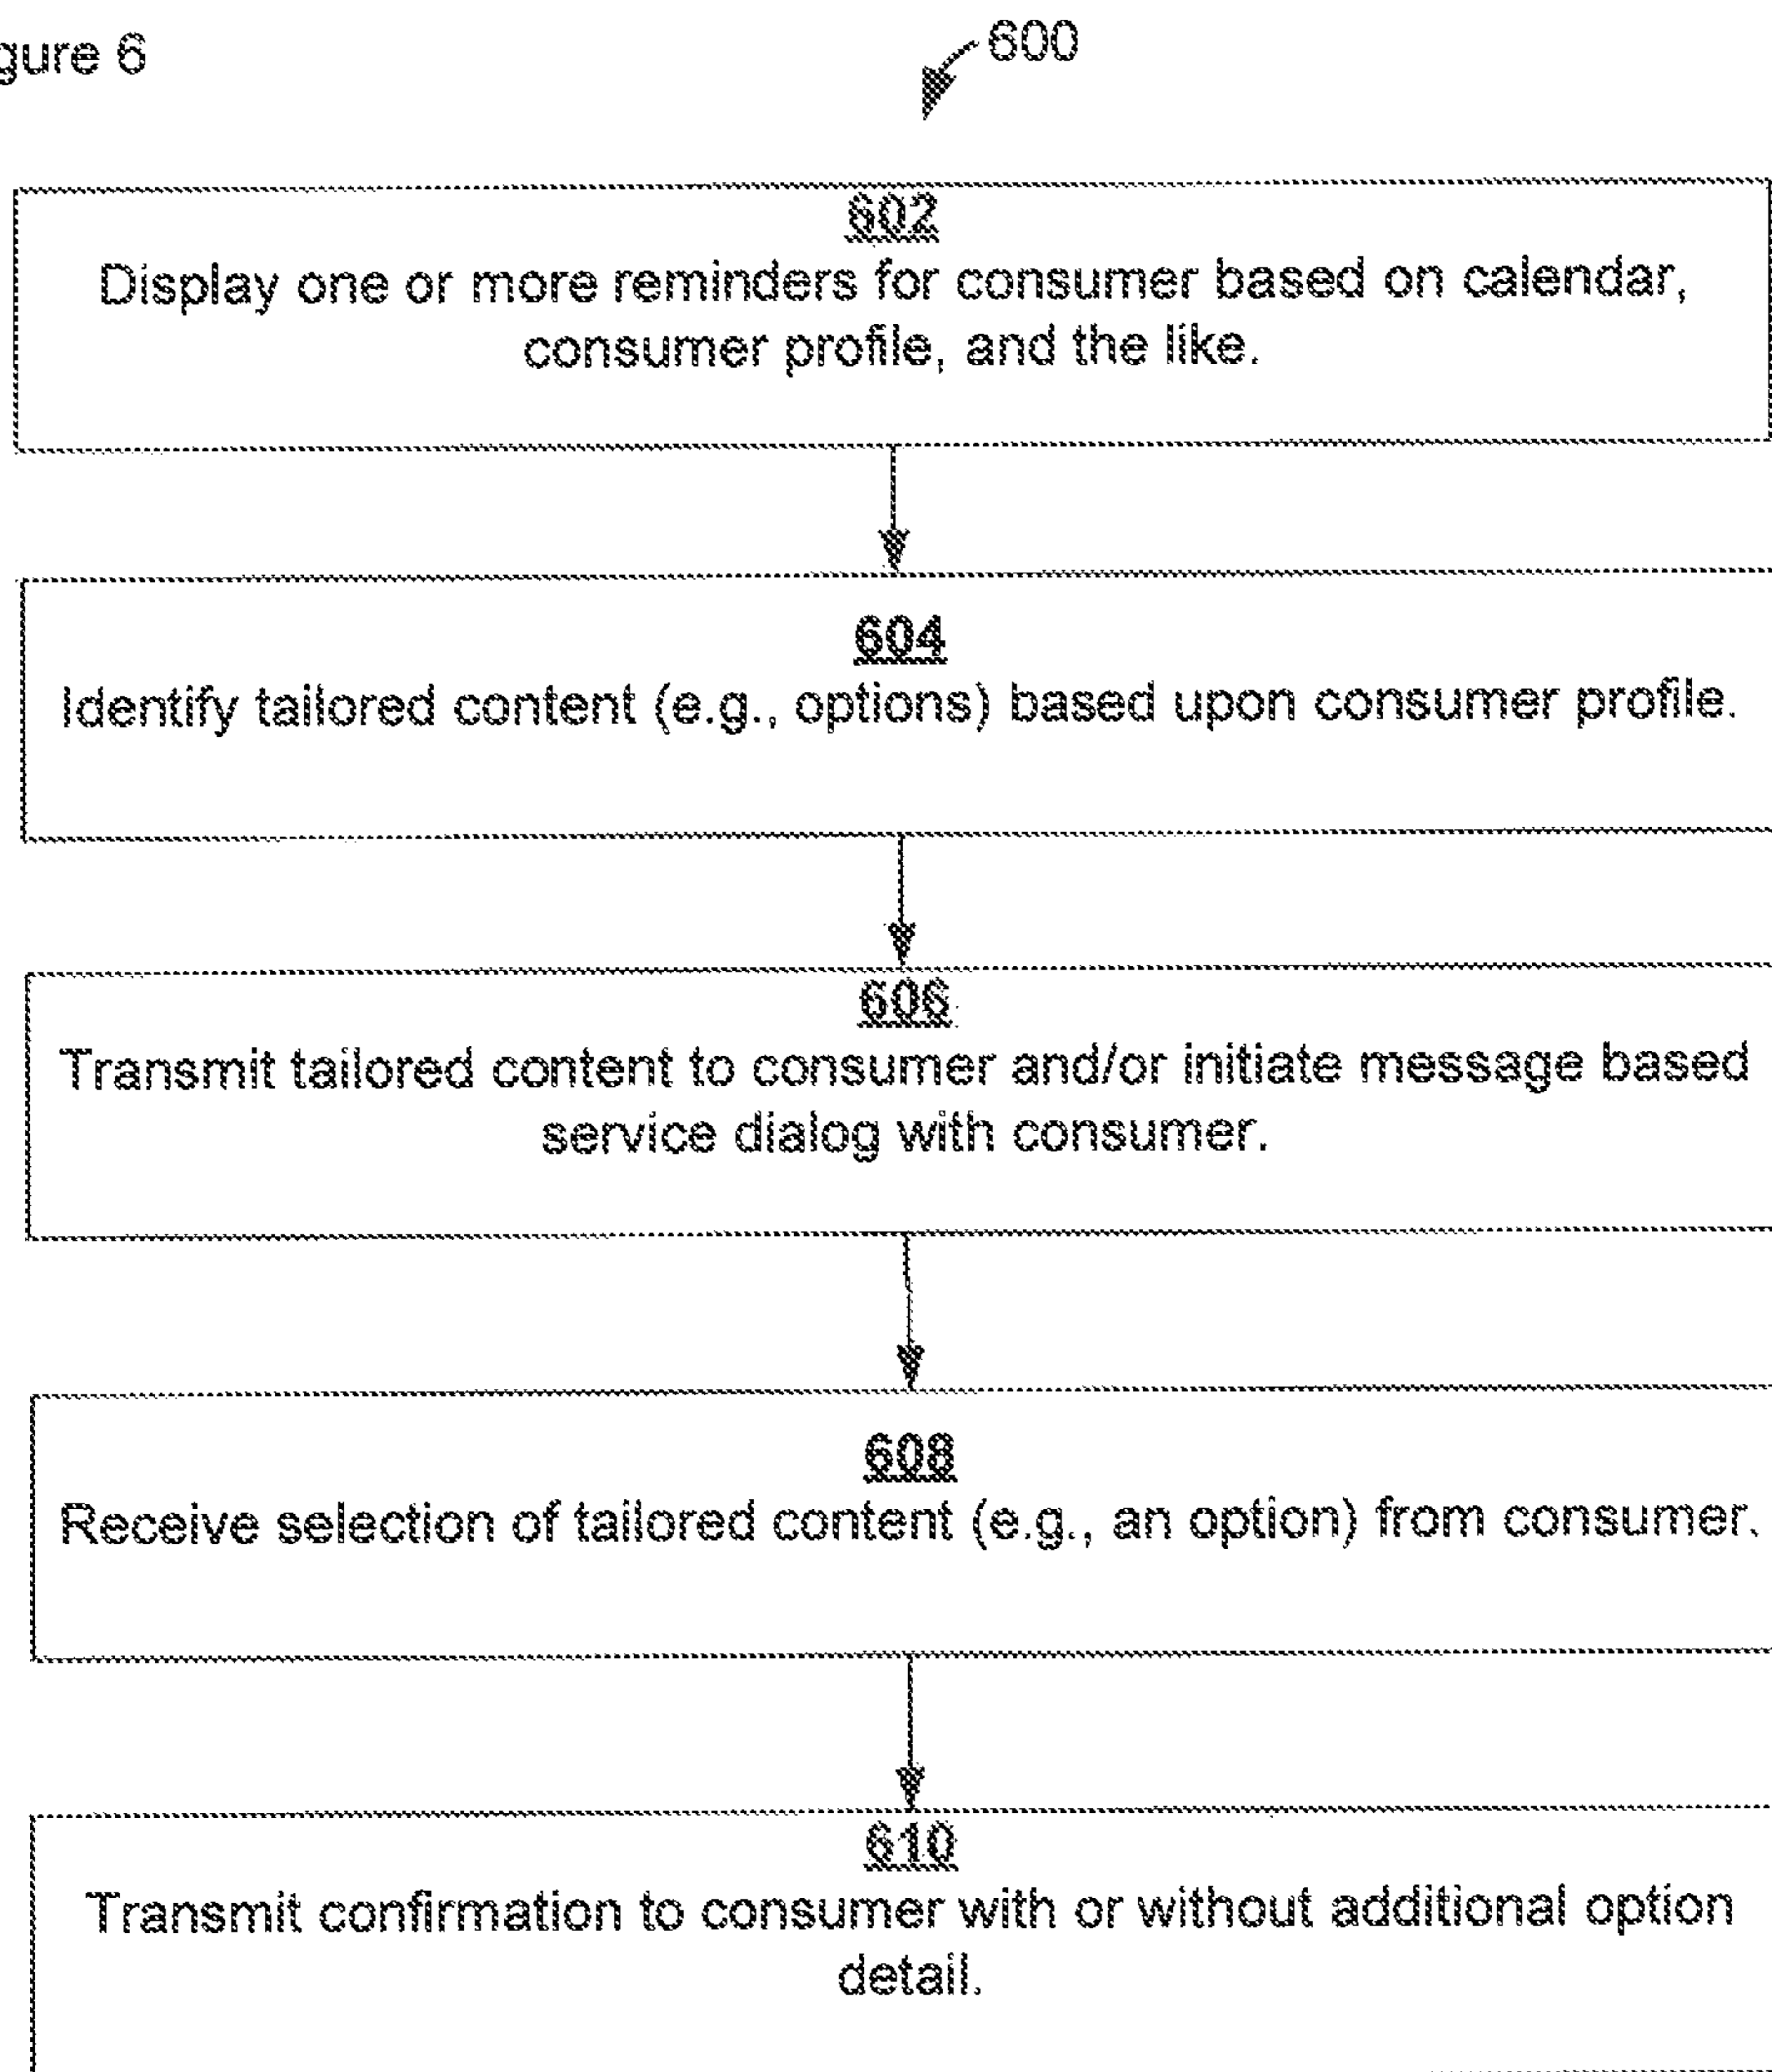 gure 6
600
602
Display one or more reminders for consumer based on calendar,
consumer profile, and the like.
604
Identify tailored content (e.g., options) based upon consumer profile.
606
Transmit tailored content to consumer and/or initiate message based
service dialog with consumer.
608
Receive selection of tailored content (e.g., an option) from consumer.
610
Transmit confirmation to consumer with or without additional option
detail.